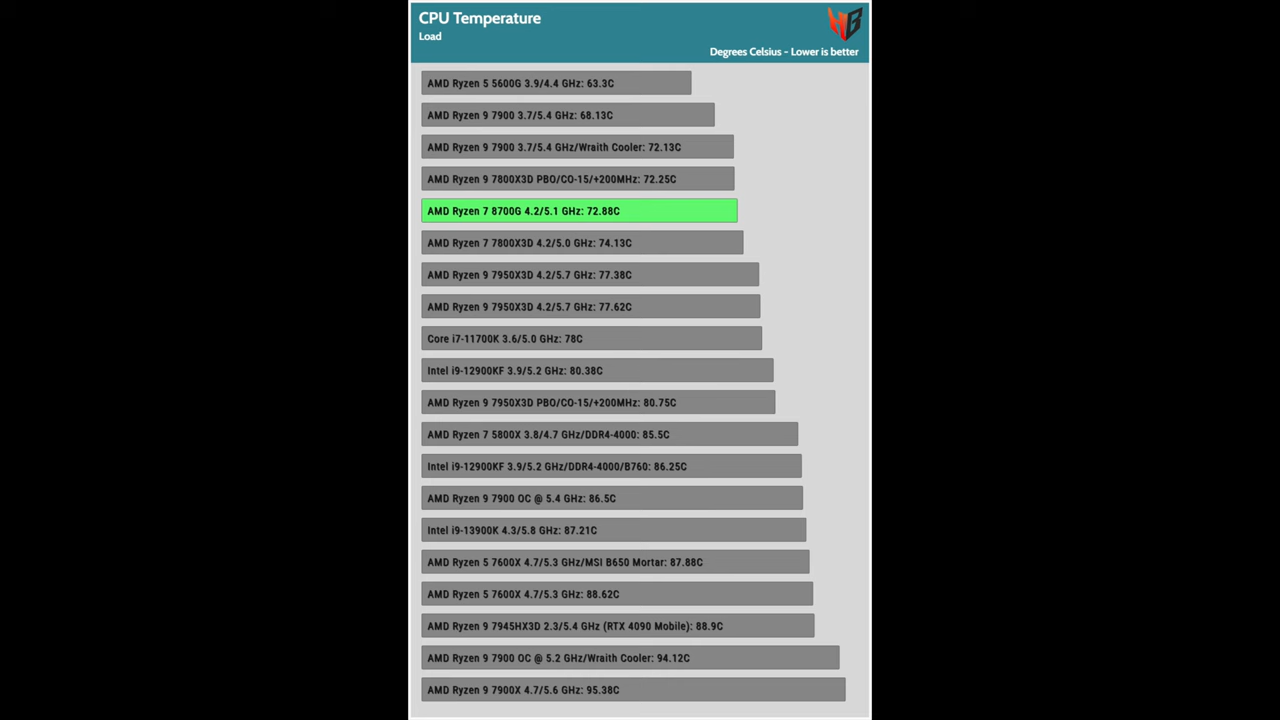 CPU Temperature
Load
Degrees Celsius - Lower is better
AMD Ryzen 5 5600G 3.9/4.4 GHz: 63.3C
AMD Ryzen 9 7900 3.7/5.4 GHz: 68.13C
AMD Ryzen 9 7900 3.7/5.4 GHz/Wraith Cooler: 72.13C
AMD Ryzen 9 7800X3D PBO/CO-15/+200MHz: 72.25C
AMD Ryzen 7 8700G 4.2/5.1 GHz: 72.88C
AMD Ryzen 7 7800X3D 4.2/5.0 GHz: 74.13C
AMD Ryzen 9 7950X3D 4.2/5.7 GHz: 77.38C
AMD Ryzen 9 7950X3D 4.2/5.7 GHz: 77.62C
Core i7-11700K 3.6/5.0 GHz: 78C
Intel i9-12900KF 3.9/5.2 GHz: 80.38C
AMD Ryzen 9 7950X3D PBO/CO-15/+200MHz: 80.75C
AMD Ryzen 7 5800X 3.8/4.7 GHz/DDR4-4000: 85.5C
Intel i9-12900KF 3.9/5.2 GHz/DDR4-4000/B760: 86.25C
AMD Ryzen 9 7900 OC @ 5.4 GHz: 86.5C
Intel i9-13900K 4.3/5.8 GHz: 87.21C
AMD Ryzen 5 7600X 4.7/5.3 GHz/MSI B650 Mortar: 87.88C
AMD Ryzen 5 7600X 4.7/5.3 GHz: 88.62C
AMD Ryzen 9 7945HX3D 2.3/5.4 GHz (RTX 4090 Mobile): 88.9C
AMD Ryzen 9 7900 OC @ 5.2 GHz/Wraith Cooler: 94.12C
AMD Ryzen 9 7900X 4.7/5.6 GHz: 95.38C